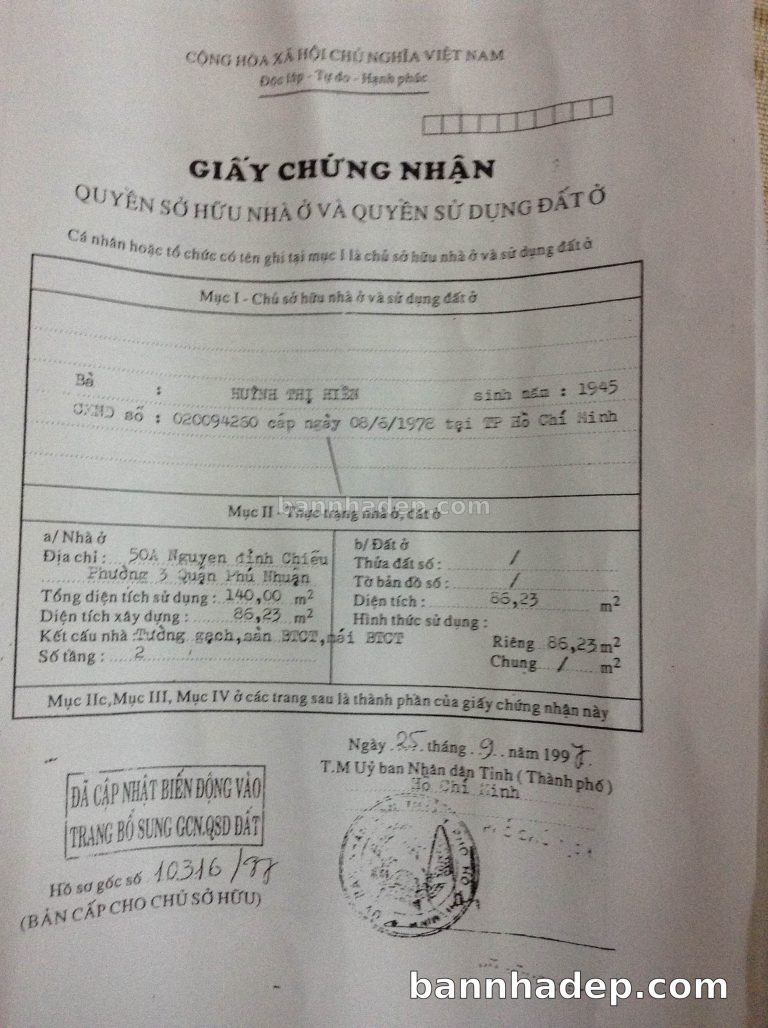 CỘNG HÒA XÃ HỘI CHỦ NGHĨA VIỆT NAM
Độc lập - Tự do - Hạnh phúc
GIẤY CHỨNG NHẬN
QUYỀN SỞ HỮU NHÀ Ở VÀ QUYỀN SỬ DỤNG ĐẤT Ở
Cá nhân hoặc tổ chức có tên ghi tại mục I là chủ sở hữu nhà ở và sử dụng đất ở
Mục I - Chủ sở hữu nhà ở và sử dụng đất ở
Bà : HUỲNH THỊ HIÊN sinh năm : 1945
CMND số : 020094260 cấp ngày 08/6/1978 tại TP Hồ Chí Minh
bannhadep.com
Mục II - Thực trạng nhà ở, đất ở
a/ Nhà ở
Địa chỉ : 50A Nguyen đình Chiểu
Phường 3 Quận Phú Nhuận
Tổng diện tích sử dụng : 140,00 m2
Diện tích xây dựng : 86,23 m2
Kết cấu nhà : Tường gạch, sàn BTCT, mái BTCT
Số tầng : 2
b/ Đất ở
Thửa đất số : /
Tờ bản đồ số : /
Diện tích : 86,23 m2
Hình thức sử dụng :
Riêng 86,23 m2
Chung / m2
Mục IIc, Mục III, Mục IV ở các trang sau là thành phần của giấy chứng nhận này
Ngày 25 tháng 9 năm 1997.
T.M Uỷ ban Nhân dân Tỉnh ( Thành phố )
Hồ Chí Minh
ĐÃ CẬP NHẬT BIẾN ĐỘNG VÀO
TRANG BỔ SUNG GCN.QSD ĐẤT
Hồ sơ gốc số 10316/97
(BẢN CẤP CHO CHỦ SỞ HỮU)
bannhadep.com